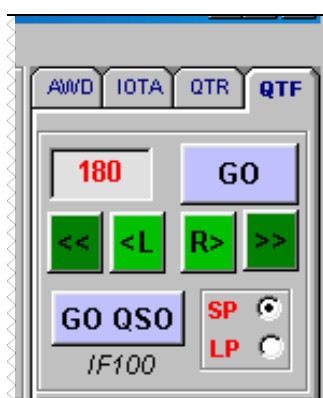 AWD IOTA QTR QTF
180 GO
<< <L R> >>
GO QSO SP
IF100 LP